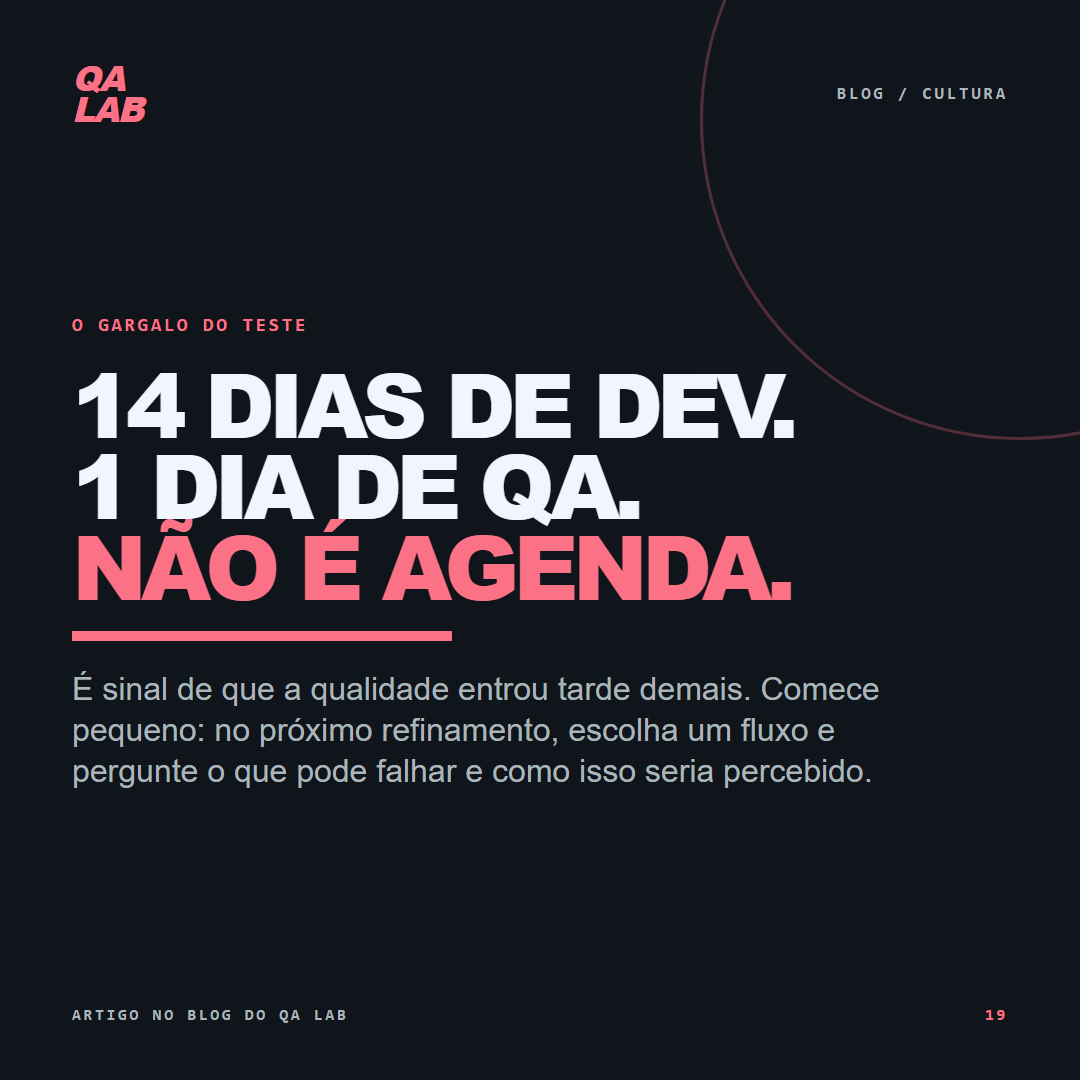 QA
LAB
BLOG / CULTURA
O GARGALO DO TESTE
14 DIAS DE DEV.
1 DIA DE QA.
NÃO É AGENDA.
É sinal de que a qualidade entrou tarde demais. Comece
pequeno: no próximo refinamento, escolha um fluxo e
pergunte o que pode falhar e como isso seria percebido.
ARTIGO NO BLOG DO QA LAB
19